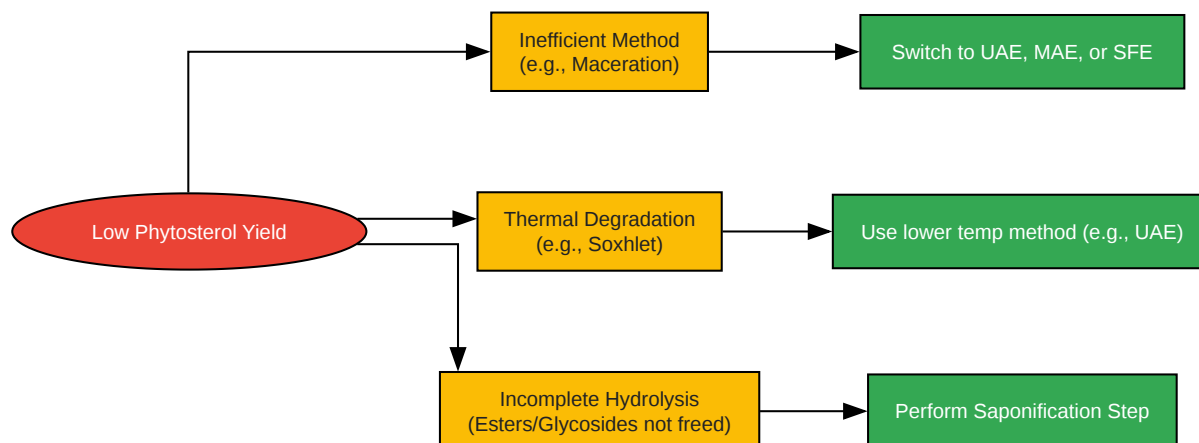 Inefficient Method
(e.g., Maceration)
Switch to UAE, MAE, or SFE
Low Phytosterol Yield
Thermal Degradation
(e.g., Soxhlet)
Use lower temp method (e.g., UAE)
Incomplete Hydrolysis
(Esters/Glycosides not freed)
Perform Saponification Step